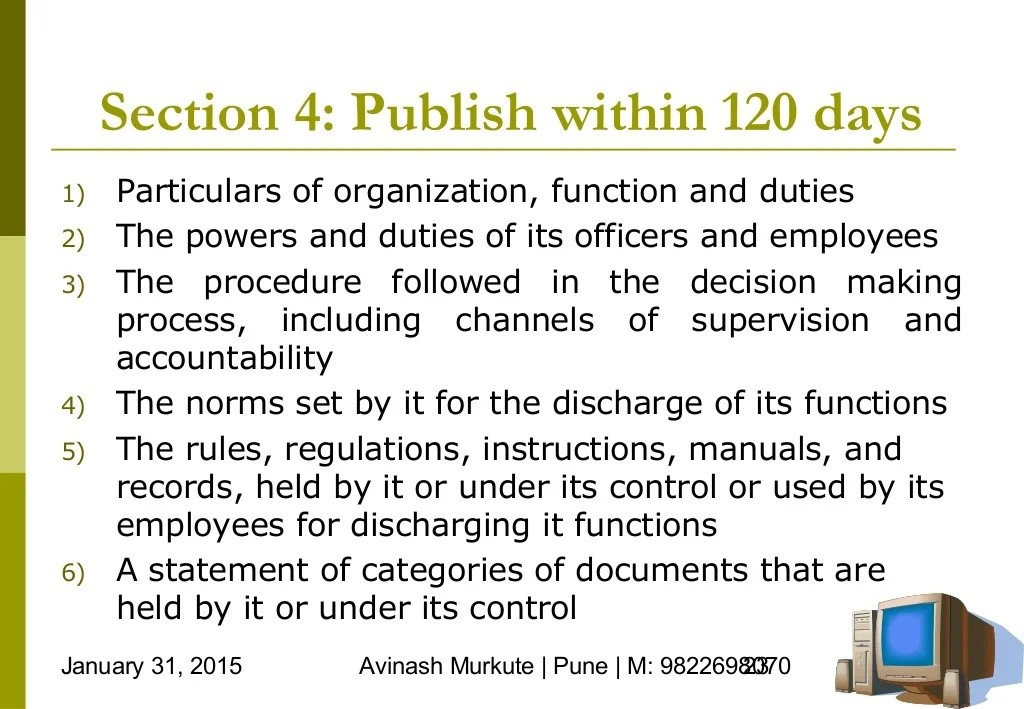 Section 4: Publish within 120 days
1) Particulars of organization, function and duties
2) The powers and duties of its officers and employees
3) The procedure followed in the decision making
process, including channels of supervision and
accountability
4) The norms set by it for the discharge of its functions
5) The rules, regulations, instructions, manuals, and
records, held by it or under its control or used by its
employees for discharging it functions
6) A statement of categories of documents that are
held by it or under its control
January 31, 2015 Avinash Murkute | Pune | M: